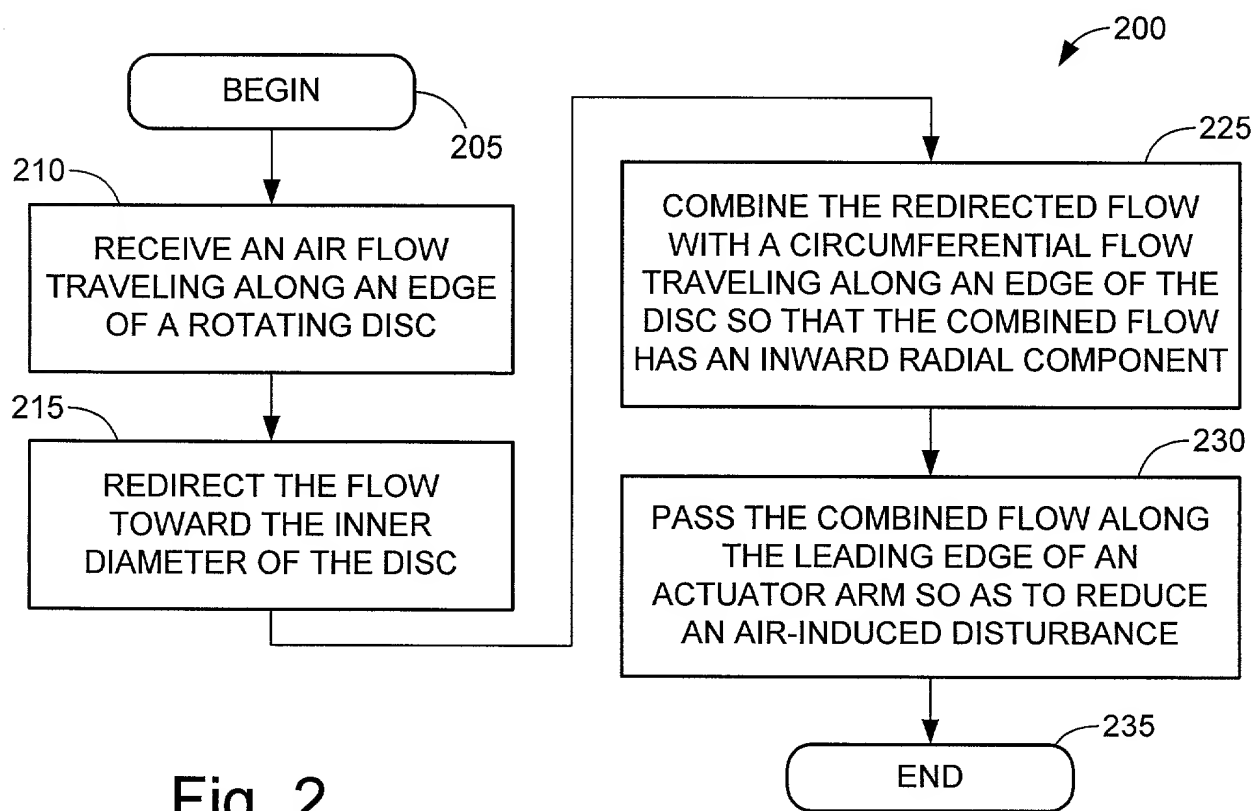 200
BEGIN
205
210
RECEIVE AN AIR FLOW
TRAVELING ALONG AN EDGE
OF A ROTATING DISC
215
REDIRECT THE FLOW
TOWARD THE INNER
DIAMETER OF THE DISC
225
COMBINE THE REDIRECTED FLOW
WITH A CIRCUMFERENTIAL FLOW
TRAVELING ALONG AN EDGE OF THE
DISC SO THAT THE COMBINED FLOW
HAS AN INWARD RADIAL COMPONENT
230
PASS THE COMBINED FLOW ALONG
THE LEADING EDGE OF AN
ACTUATOR ARM SO AS TO REDUCE
AN AIR-INDUCED DISTURBANCE
235
END
Fig. 2